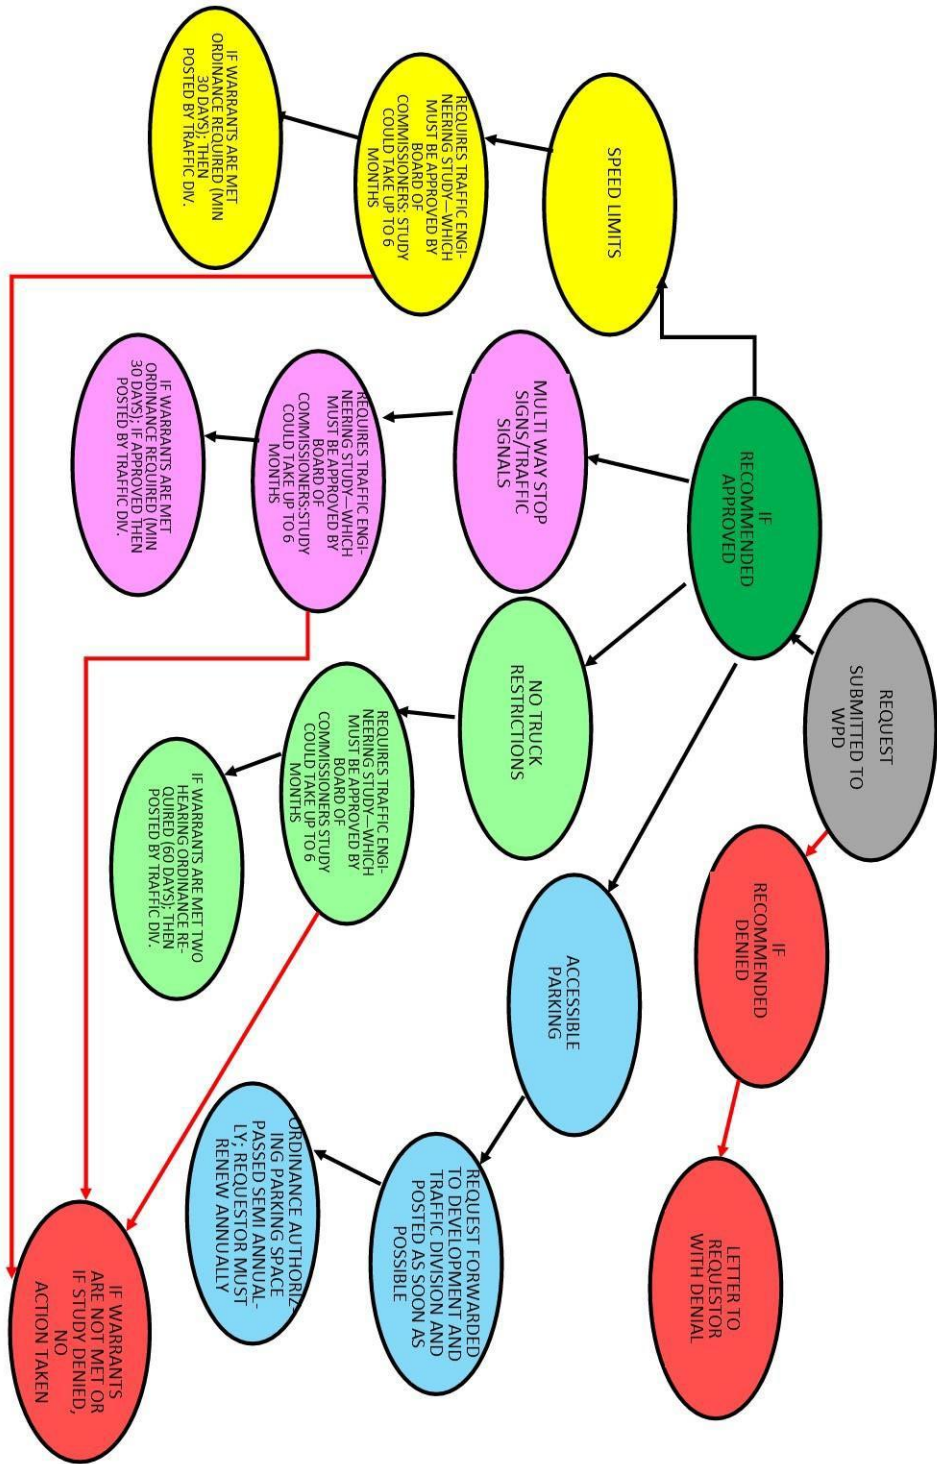 REQUEST
SUBMITTED TO
WPD
IF
RECOMMENDED
APPROVED
IF
RECOMMENDED
DENIED
LETTER TO
REQUESTOR
WITH DENIAL
SPEED LIMITS
MULTI WAY STOP
SIGNS/TRAFFIC
SIGNALS
NO TRUCK
RESTRICTIONS
ACCESSIBLE
PARKING
REQUIRES TRAFFIC ENGI-
NEERING STUDY—WHICH
MUST BE APPROVED BY
BOARD OF
COMMISSIONERS: STUDY
COULD TAKE UP TO 6
MONTHS
REQUIRES TRAFFIC ENGI-
NEERING STUDY—WHICH
MUST BE APPROVED BY
BOARD OF
COMMISSIONERS:STUDY
COULD TAKE UP TO 6
MONTHS
REQUIRES TRAFFIC ENGI-
NEERING STUDY—WHICH
MUST BE APPROVED BY
BOARD OF
COMMISSIONERS STUDY
COULD TAKE UP TO 6
MONTHS
REQUEST FORWARDED
TO DEVELOPMENT AND
TRAFFIC DIVISION AND
POSTED AS SOON AS
POSSIBLE
IF WARRANTS ARE MET
ORDINANCE REQUIRED (MIN
30 DAYS); THEN
POSTED BY TRAFFIC DIV.
IF WARRANTS ARE MET
ORDINANCE REQUIRED (MIN
30 DAYS); IF APPROVED THEN
POSTED BY TRAFFIC DIV.
IF WARRANTS ARE MET TWO
HEARING ORDINANCE RE-
QUIRED (60 DAYS); THEN
POSTED BY TRAFFIC DIV.
ORDINANCE AUTHORIZ-
ING PARKING SPACE
PASSED SEMI ANNUAL-
LY; REQUESTOR MUST
RENEW ANNUALLY
IF WARRANTS
ARE NOT MET OR
IF STUDY DENIED,
NO
ACTION TAKEN